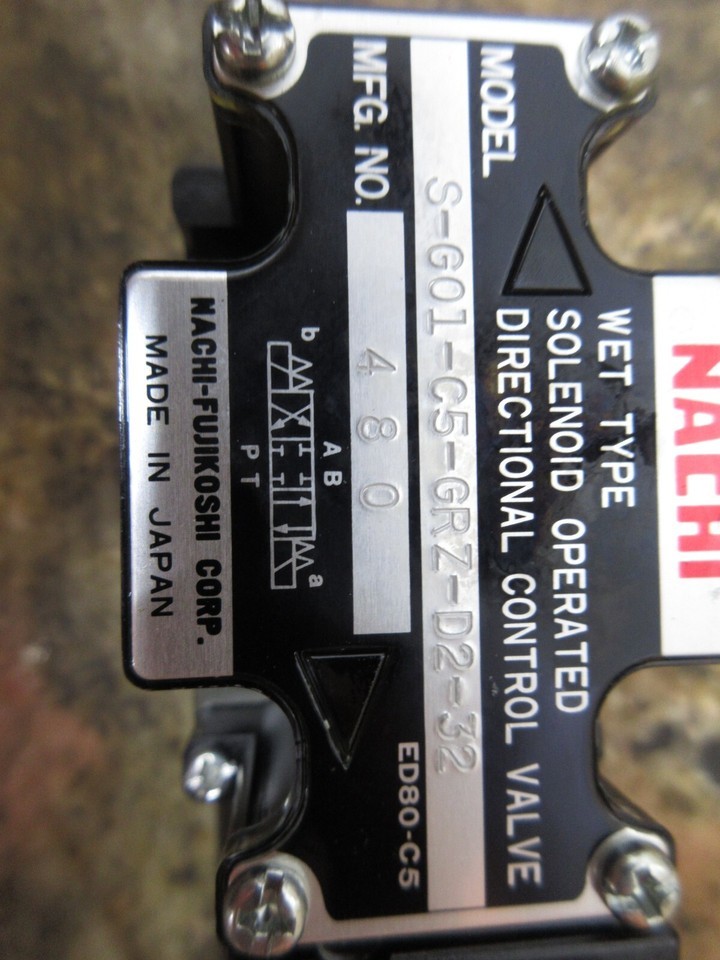 NACHI
WET TYPE
SOLENOID OPERATED
DIRECTIONAL CONTROL VALVE
MODEL S-G01-C5-GRZ-D2-32
MFG. NO. 480
ED80-C5
A B
b a
P T
NACHI-FUJIKOSHI CORP.
MADE IN JAPAN